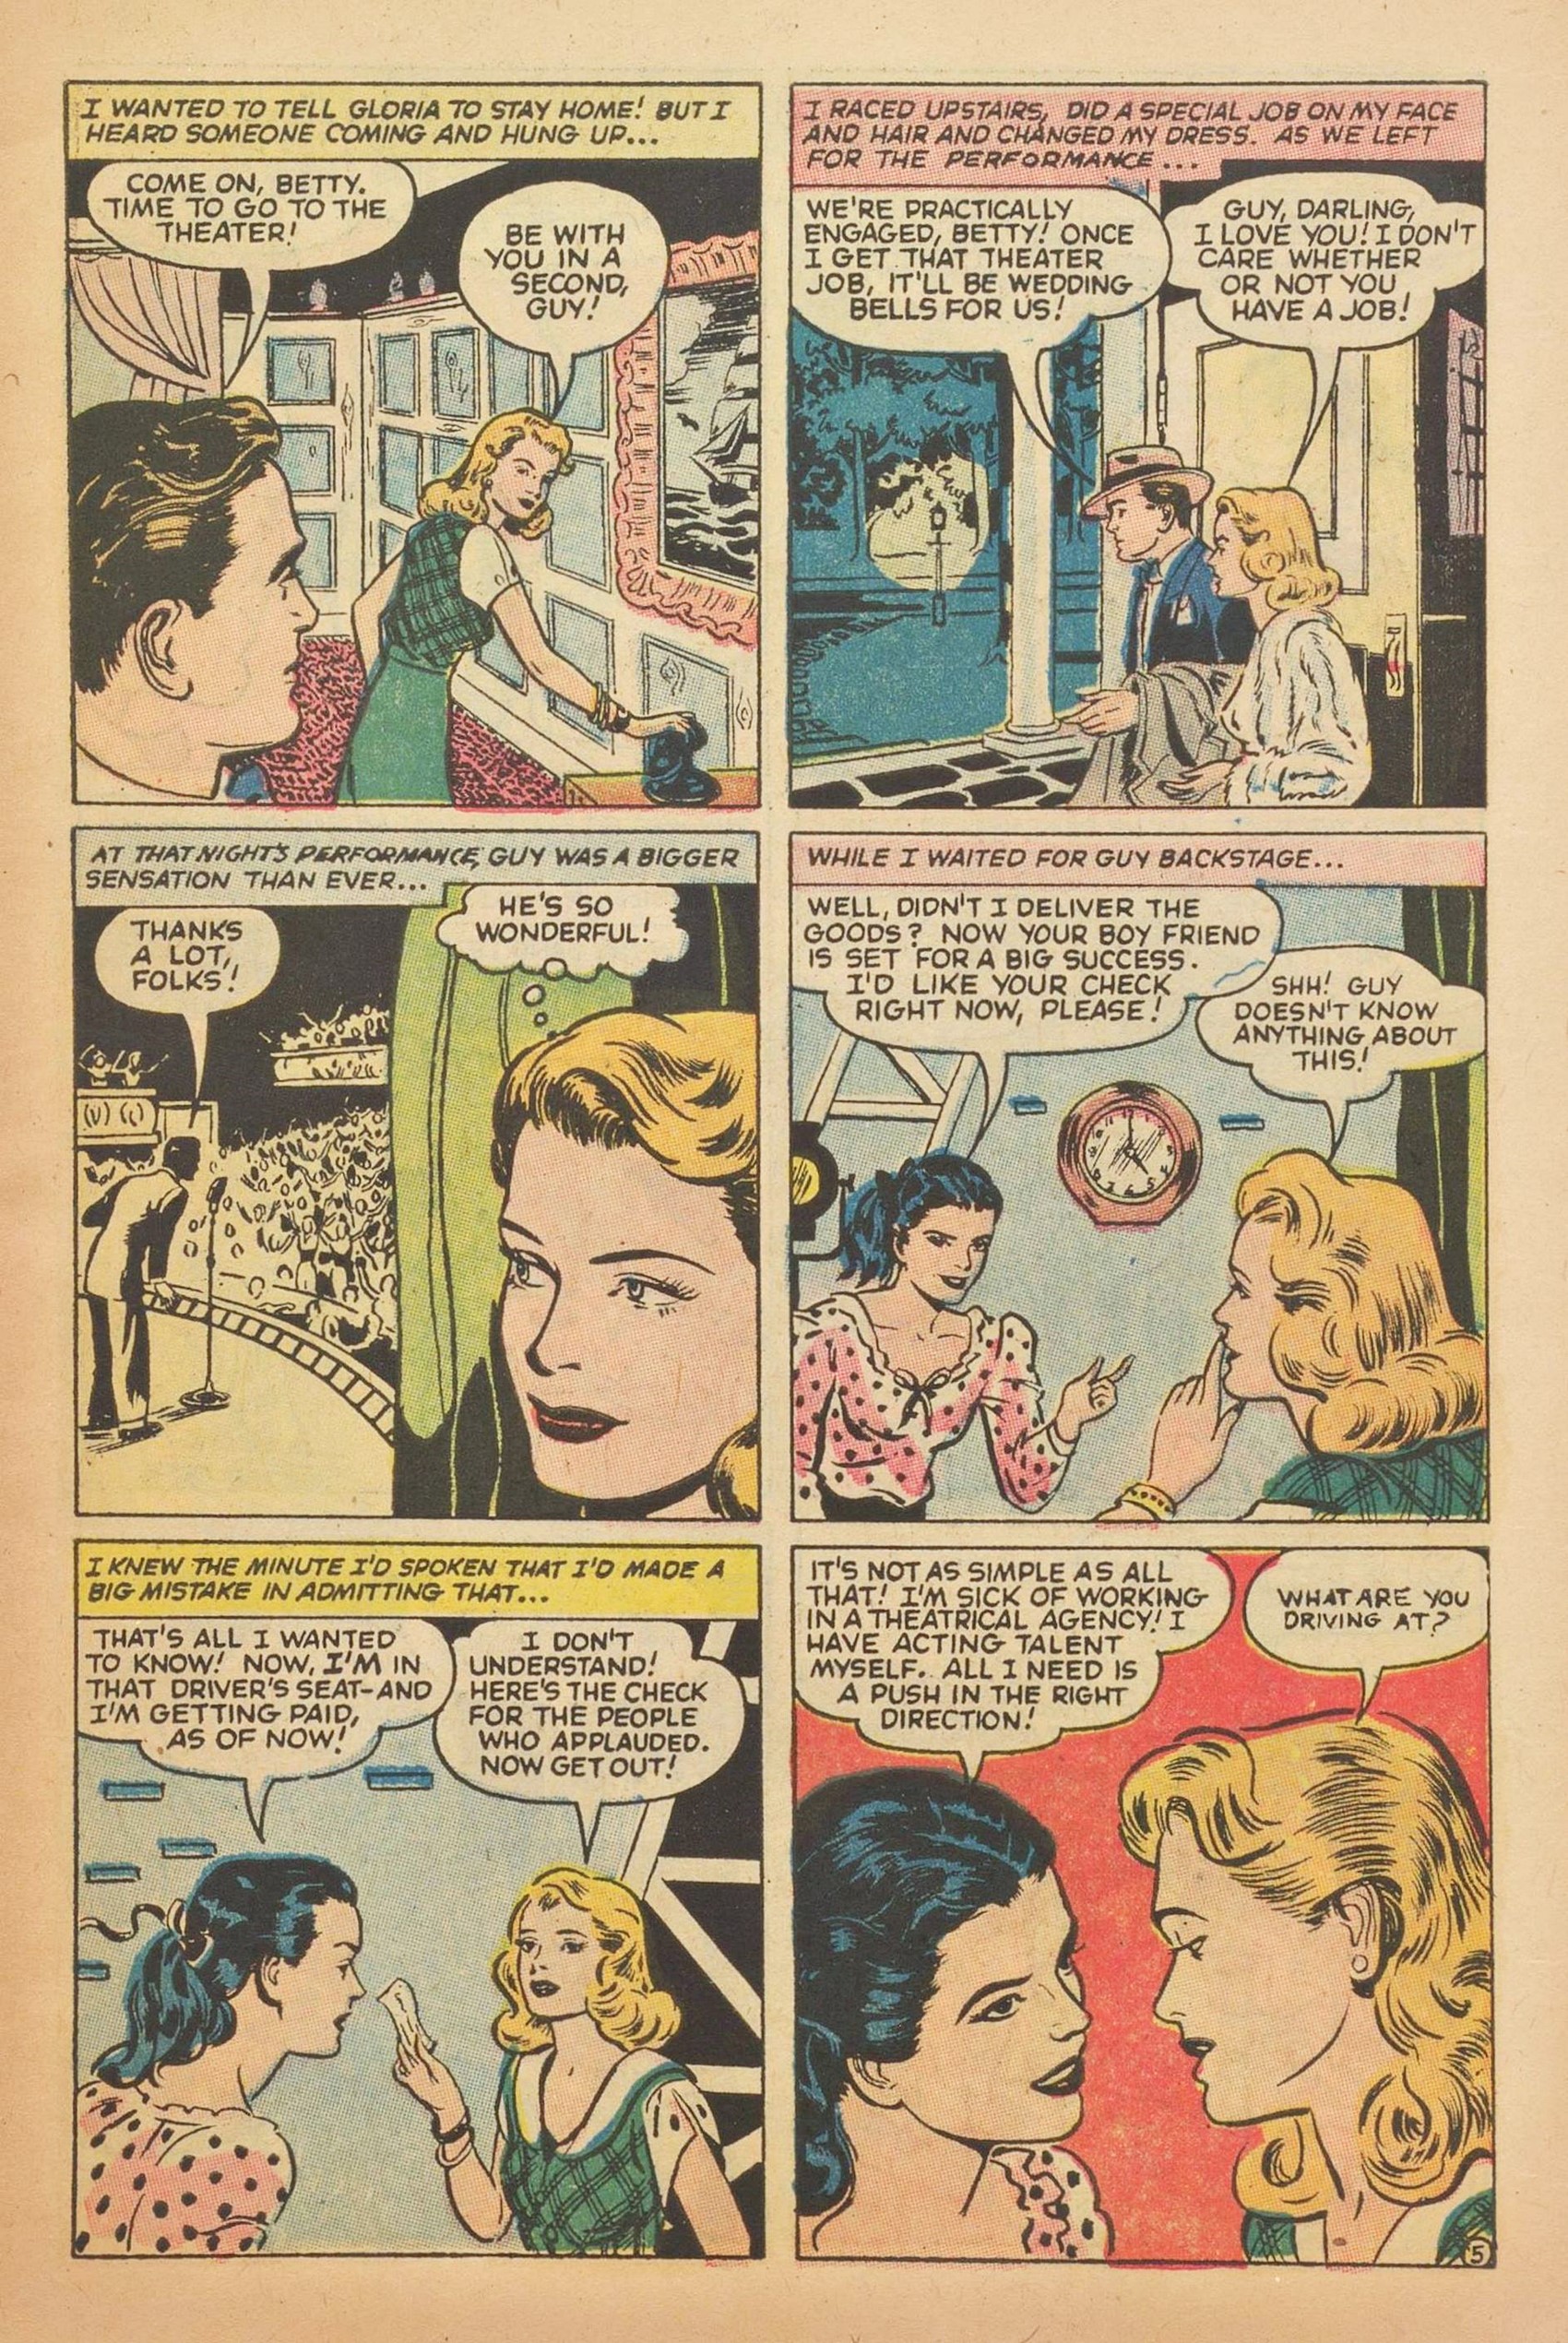 I WANTED TO TELL GLORIA TO STAY HOME! BUT I
HEARD SOMEONE COMING AND HUNG UP...
COME ON, BETTY.
TIME TO GO TO THE
THEATER!
BE WITH
YOU IN A
SECOND,
GUY!
I RACED UPSTAIRS, DID A SPECIAL JOB ON MY FACE
AND HAIR AND CHANGED MY DRESS. AS WE LEFT
FOR THE PERFORMANCE...
WE'RE PRACTICALLY
ENGAGED, BETTY! ONCE
I GET THAT THEATER
JOB, IT'LL BE WEDDING
BELLS FOR US!
GUY, DARLING,
I LOVE YOU! I DON'T
CARE WHETHER
OR NOT YOU
HAVE A JOB!
AT THAT NIGHT'S PERFORMANCE, GUY WAS A BIGGER
SENSATION THAN EVER...
THANKS
A LOT,
FOLKS!
HE'S SO
WONDERFUL!
WHILE I WAITED FOR GUY BACKSTAGE...
WELL, DIDN'T I DELIVER THE
GOODS? NOW YOUR BOY FRIEND
IS SET FOR A BIG SUCCESS.
I'D LIKE YOUR CHECK
RIGHT NOW, PLEASE!
SHH! GUY
DOESN'T KNOW
ANYTHING ABOUT
THIS!
I KNEW THE MINUTE I'D SPOKEN THAT I'D MADE A
BIG MISTAKE IN ADMITTING THAT...
THAT'S ALL I WANTED
TO KNOW! NOW, I'M IN
THAT DRIVER'S SEAT-AND
I'M GETTING PAID,
AS OF NOW!
I DON'T
UNDERSTAND!
HERE'S THE CHECK
FOR THE PEOPLE
WHO APPLAUDED.
NOW GET OUT!
IT'S NOT AS SIMPLE AS ALL
THAT! I'M SICK OF WORKING
IN A THEATRICAL AGENCY! I
HAVE ACTING TALENT
MYSELF. ALL I NEED IS
A PUSH IN THE RIGHT
DIRECTION!
WHAT ARE YOU
DRIVING AT?
5